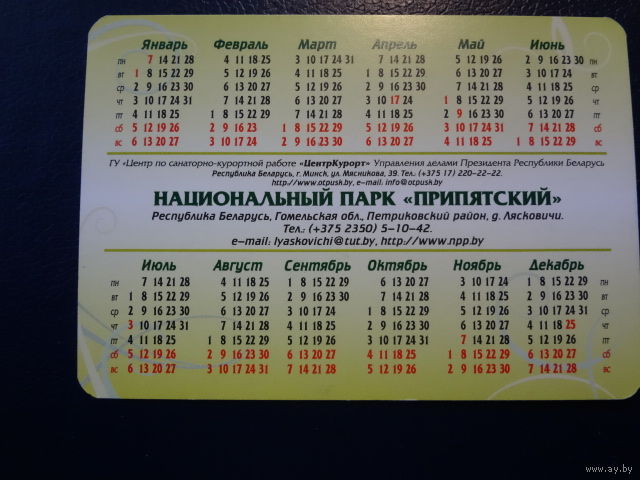 Январь Февраль Март Апрель Май Июнь
пн 7 14 21 28 4 11 18 25 3 10 17 24 31 7 14 21 28 5 12 19 26 2 9 16 23 30
вт 1 8 15 22 29 5 12 19 26 4 11 18 25 1 8 15 22 29 6 13 20 27 3 10 17 24
ср 2 9 16 23 30 6 13 20 27 5 12 19 26 2 9 16 23 30 7 14 21 28 4 11 18 25
чт 3 10 17 24 31 7 14 21 28 6 13 20 27 3 10 17 24 1 8 15 22 29 5 12 19 26
пт 4 11 18 25 1 8 15 22 29 7 14 21 28 4 11 18 25 2 9 16 23 30 6 13 20 27
сб 5 12 19 26 2 9 16 23 1 8 15 22 29 5 12 19 26 3 10 17 24 31 7 14 21 28
вс 6 13 20 27 3 10 17 24 2 9 16 23 30 6 13 20 27 4 11 18 25 1 8 15 22 29
ГУ «Центр по санаторно-курортной работе «ЦентрКурорт» Управления делами Президента Республики Беларусь
Республика Беларусь, г. Минск, ул. Мясникова, 39. Тел. (+375 17) 220-22-22.
http://www.otpusk.by, e-mail: info@otpusk.by
НАЦИОНАЛЬНЫЙ ПАРК «ПРИПЯТСКИЙ»
Республика Беларусь, Гомельская обл., Петриковский район, д. Лясковичи.
Тел.: (+375 2350) 5-10-42.
e-mail: lyaskovichi@tut.by, http://www.npp.by
Июль Август Сентябрь Октябрь Ноябрь Декабрь
пн 7 14 21 28 4 11 18 25 1 8 15 22 29 6 13 20 27 3 10 17 24 1 8 15 22 29
вт 1 8 15 22 29 5 12 19 26 2 9 16 23 30 7 14 21 28 4 11 18 25 2 9 16 23 30
ср 2 9 16 23 30 6 13 20 27 3 10 17 24 1 8 15 22 29 5 12 19 26 3 10 17 24 31
чт 3 10 17 24 31 7 14 21 28 4 11 18 25 2 9 16 23 30 6 13 20 27 4 11 18 25
пт 4 11 18 25 1 8 15 22 29 5 12 19 26 3 10 17 24 31 7 14 21 28 5 12 19 26
сб 5 12 19 26 2 9 16 23 30 6 13 20 27 4 11 18 25 1 8 15 22 29 6 13 20 27
вс 6 13 20 27 3 10 17 24 31 7 14 21 28 5 12 19 26 2 9 16 23 30 7 14 21 28
www.ay.by